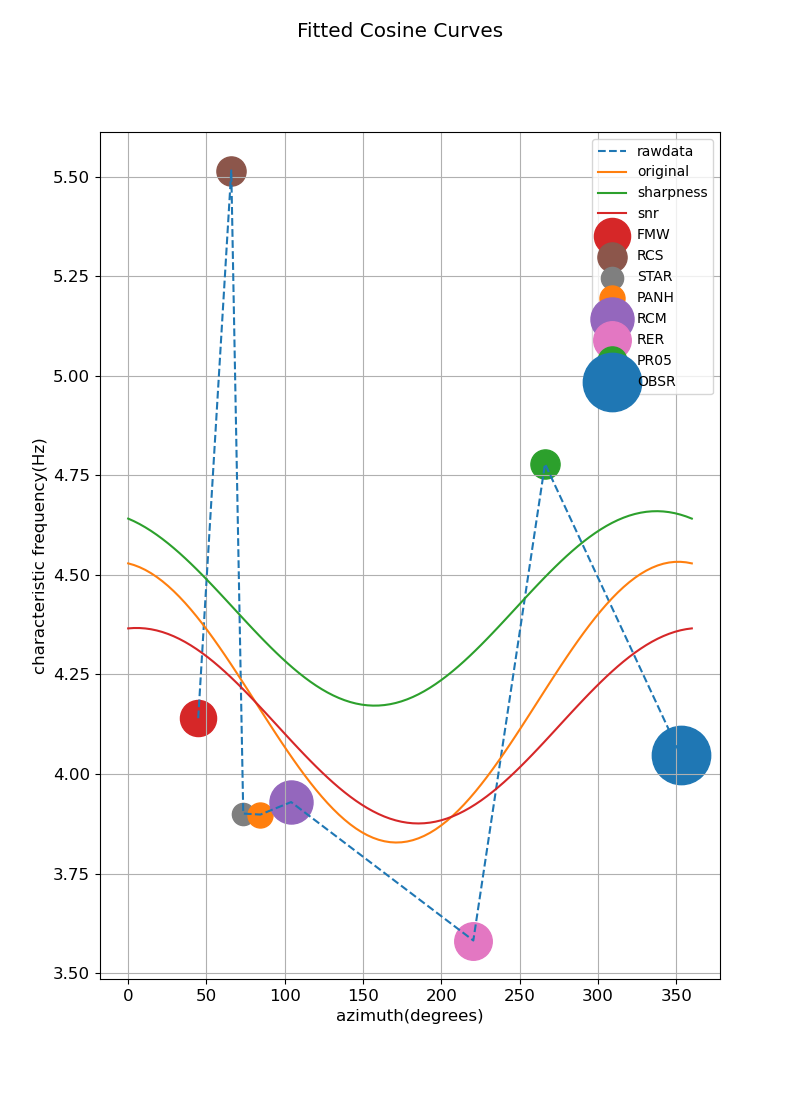 Fitted Cosine Curves
rawdata
original
sharpness
snr
FMW
RCS
STAR
PANH
RCM
RER
PR05
OBSR
5.50
5.25
5.00
4.75
4.50
4.25
4.00
3.75
3.50
characteristic frequency(Hz)
0 50 100 150 200 250 300 350
azimuth(degrees)